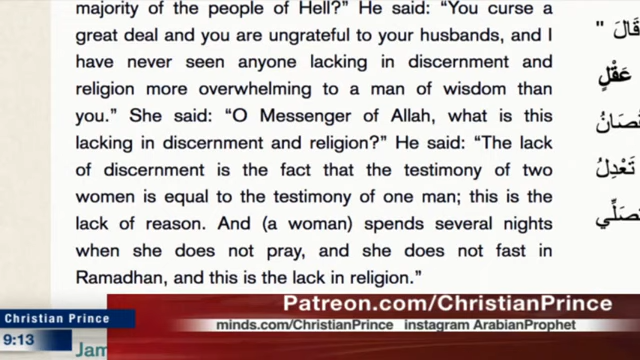 majority of the people of Hell?” He said: “You curse a
great deal and you are ungrateful to your husbands, and I
have never seen anyone lacking in discernment and
religion more overwhelming to a man of wisdom than
you.” She said: “O Messenger of Allah, what is this
lacking in discernment and religion?” He said: “The lack
of discernment is the fact that the testimony of two
women is equal to the testimony of one man; this is the
lack of reason. And (a woman) spends several nights
when she does not pray, and she does not fast in
Ramadhan, and this is the lack in religion.”
قَالَ "
عَقْلٍ
تَعْدِلُ
Patreon.com/ChristianPrince
Christian Prince
minds.com/ChristianPrince instagram ArabianProphet
9:13
Jam